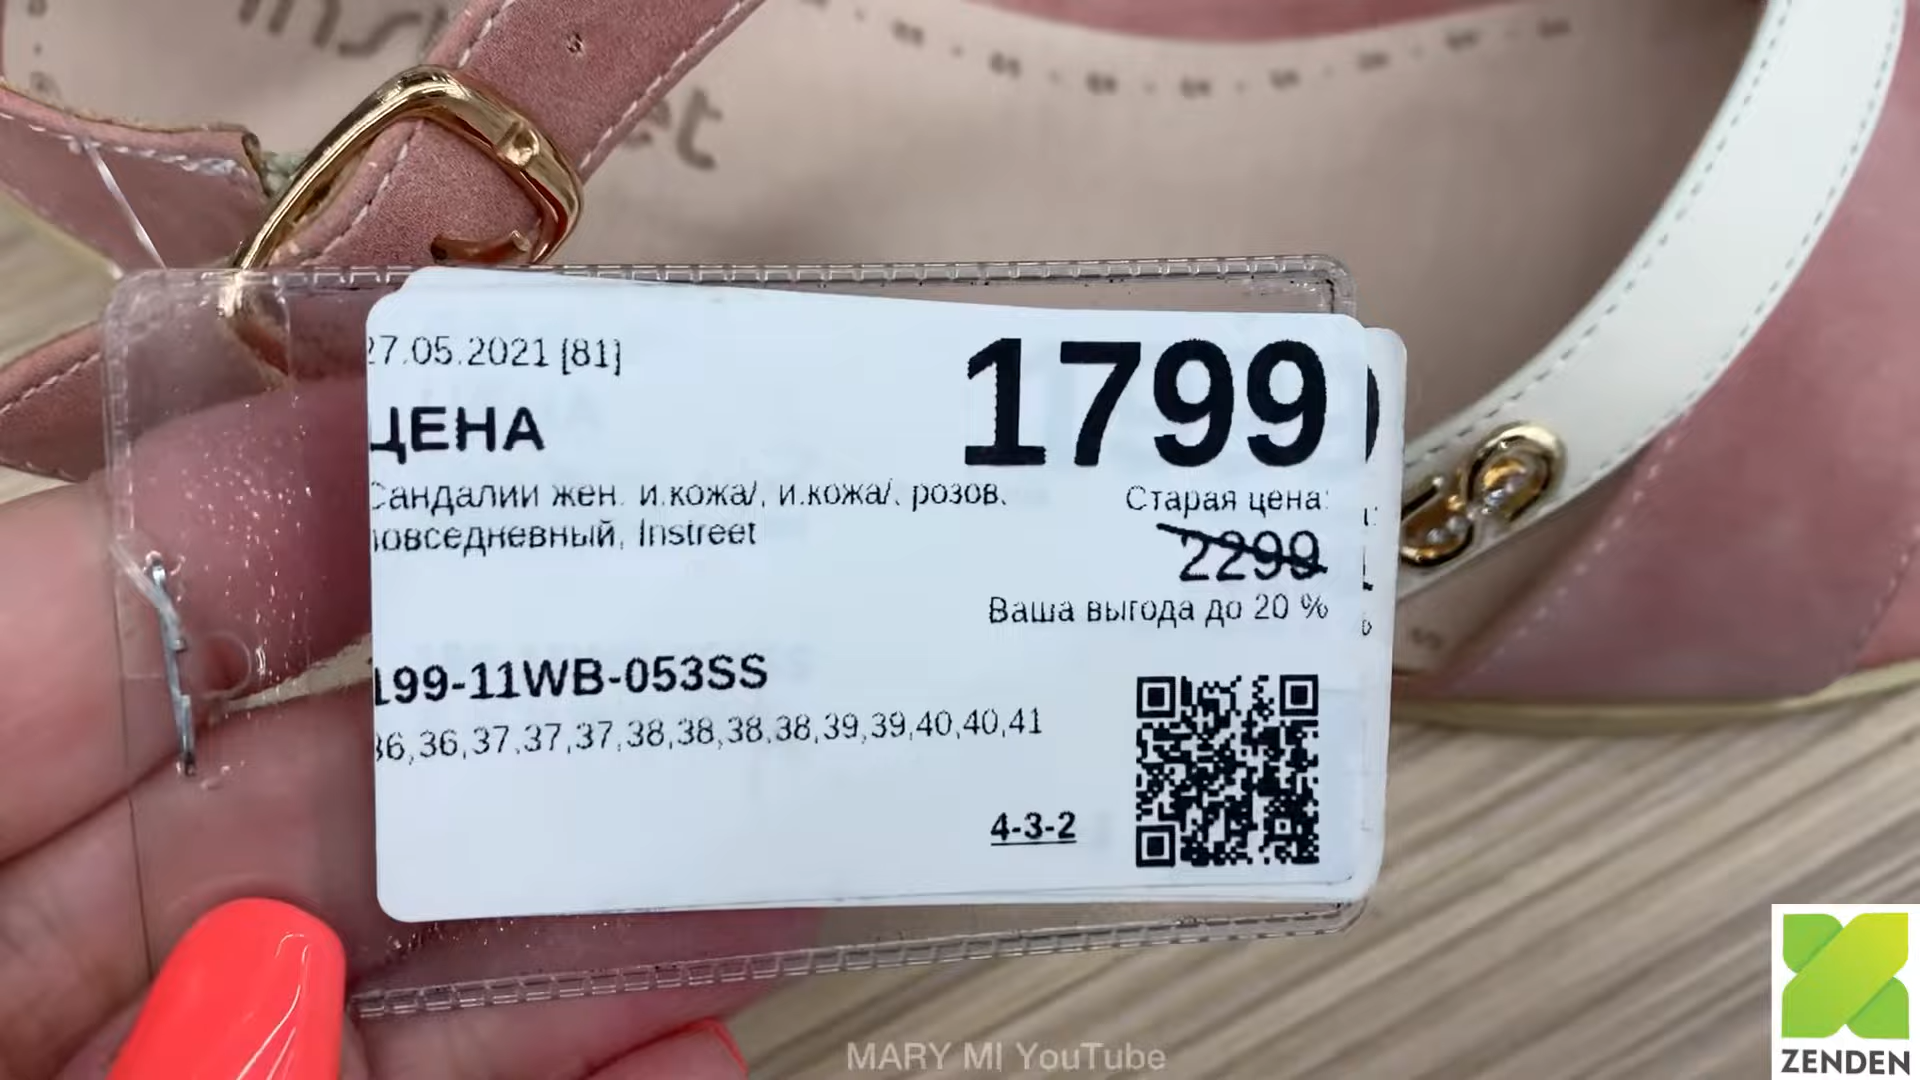 27.05.2021 [81]
ЦЕНА
1799
Сандалии жен. и.кожа/, и.кожа/, розов.
повседневный, Instreet
Старая цена:
2299
Ваша выгода до 20 %
199-11WB-053SS
36,36,37,37,37,38,38,38,38,39,39,40,40,41
4-3-2
MARY MI YouTube
ZENDEN